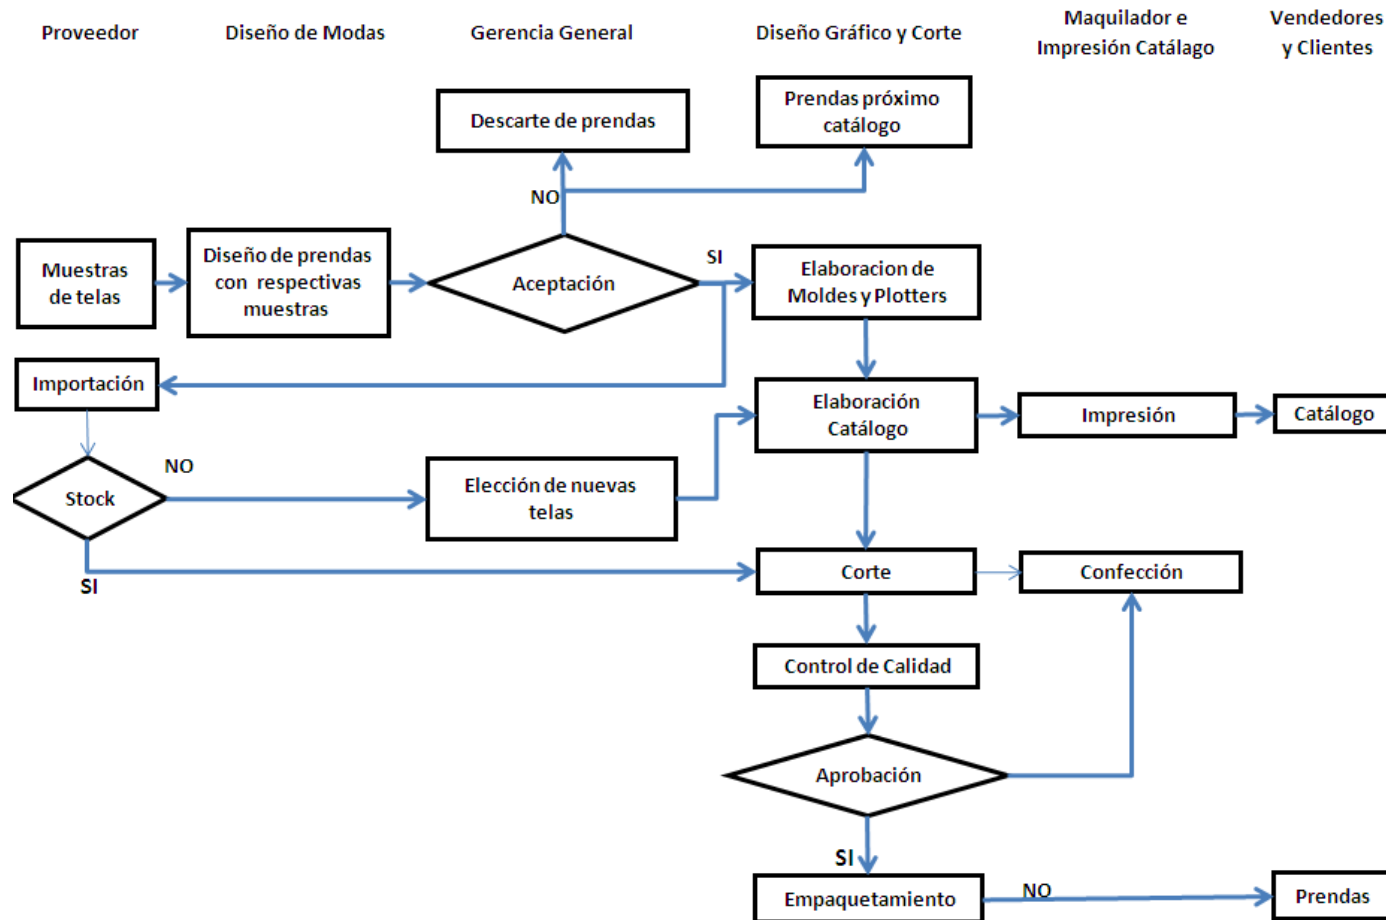 Proveedor
Diseño de Modas
Gerencia General
Diseño Gráfico y Corte
Maquilador e
Impresión Catálago
Vendedores
y Clientes
Descarte de prendas
Prendas próximo
catálogo
NO
Muestras
de telas
Diseño de prendas
con respectivas
muestras
Aceptación
SI
Elaboracion de
Moldes y Plotters
Importación
Elaboración
Catálogo
Impresión
Catálogo
Stock
NO
Elección de nuevas
telas
SI
Corte
Confección
Control de Calidad
Aprobación
SI
Empaquetamiento
NO
Prendas